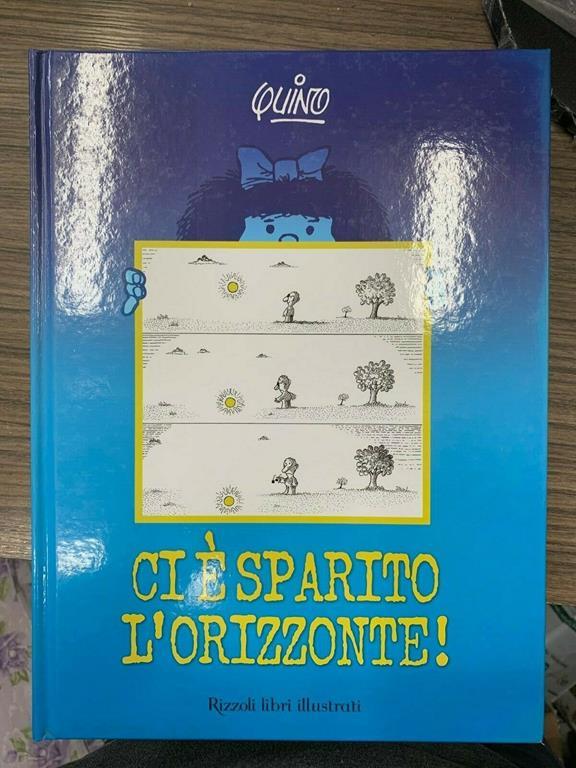 QUINO
CI È SPARITO
L'ORIZZONTE!
Rizzoli libri illustrati